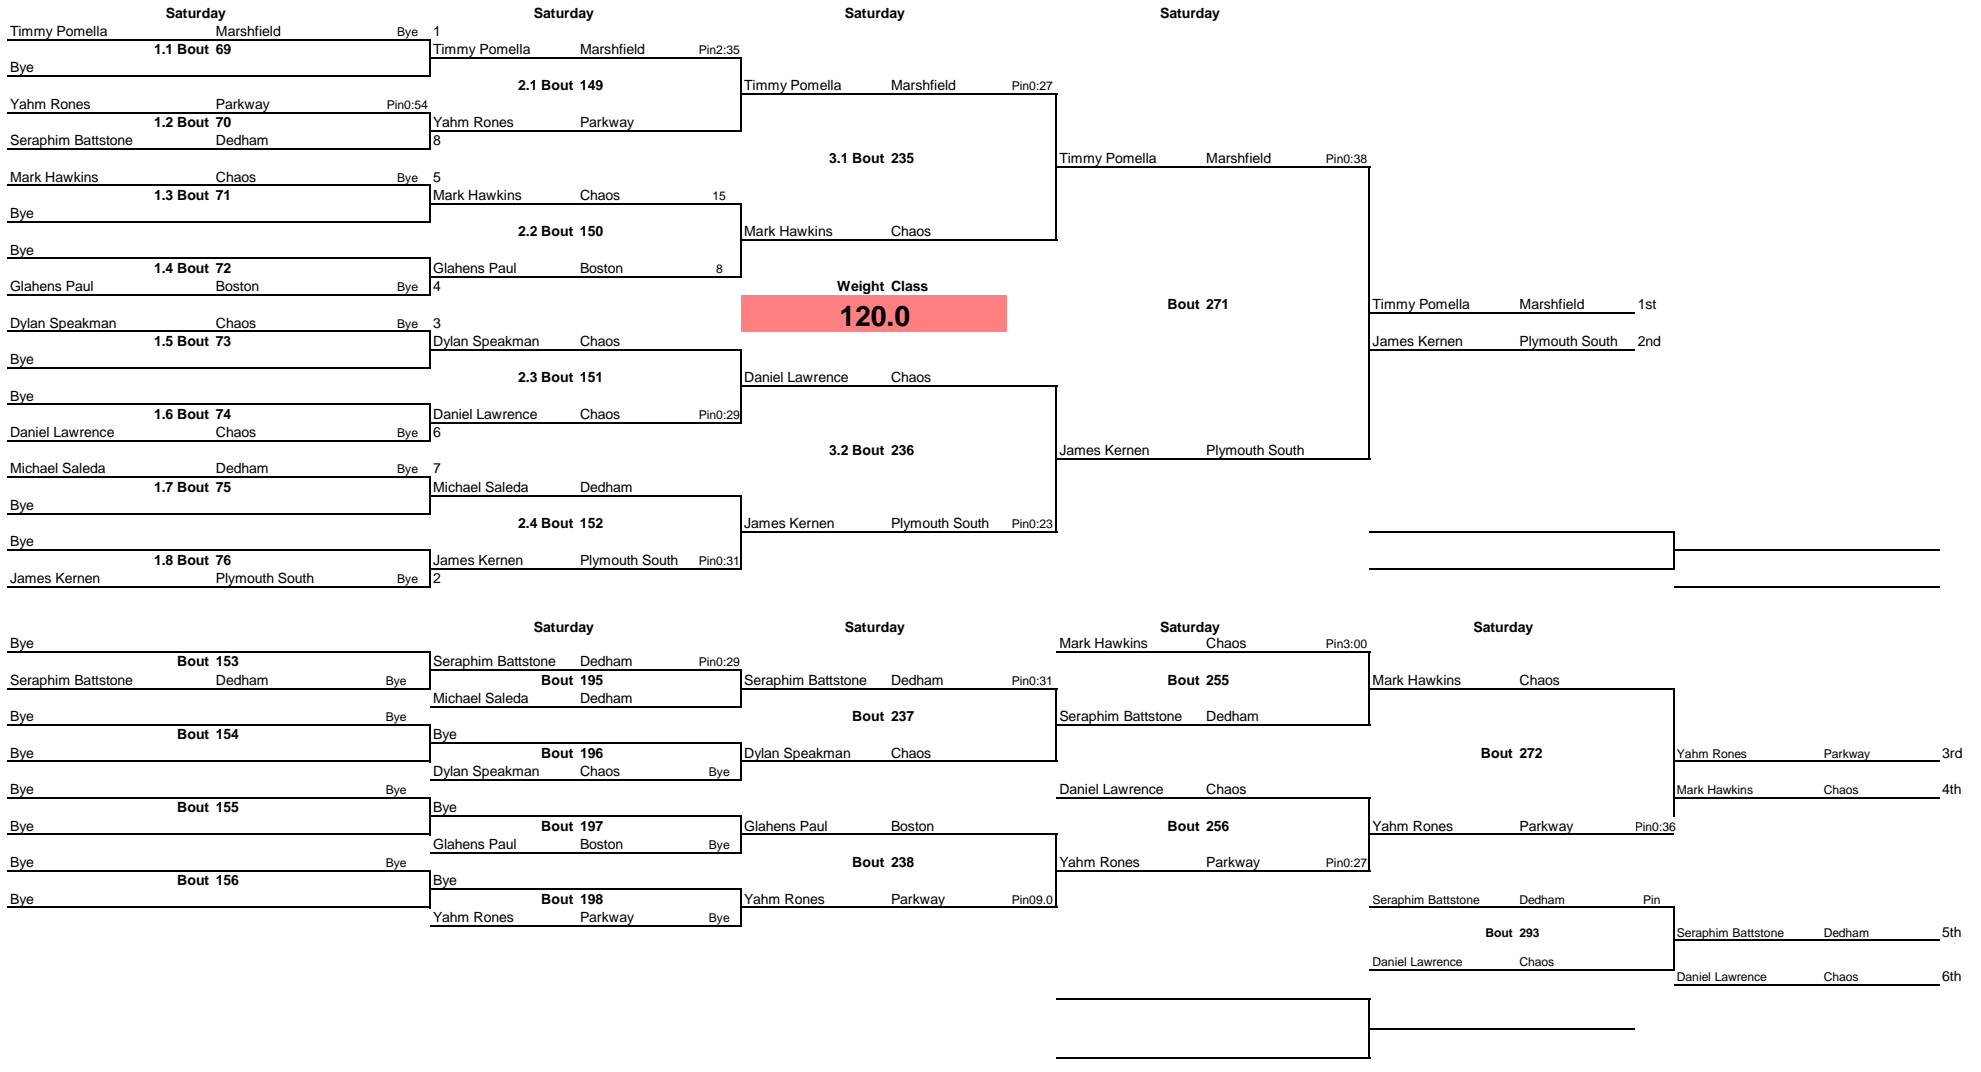 Saturday Saturday Saturday Saturday
Timmy Pomella Marshfield Bye 1
1.1 Bout 69 Timmy Pomella Marshfield Pin2:35
Bye
2.1 Bout 149 Timmy Pomella Marshfield Pin0:27
Yahm Rones Parkway Pin0:54
1.2 Bout 70 Yahm Rones Parkway
Seraphim Battstone Dedham 8
3.1 Bout 235 Timmy Pomella Marshfield Pin0:38
Mark Hawkins Chaos Bye 5
1.3 Bout 71 Mark Hawkins Chaos 15
Bye
2.2 Bout 150 Mark Hawkins Chaos
Bye
1.4 Bout 72 Glahens Paul Boston 8
Glahens Paul Boston Bye 4 Weight Class
Bout 271 Timmy Pomella Marshfield 1st
120.0
Dylan Speakman Chaos Bye 3
1.5 Bout 73 Dylan Speakman Chaos James Kernen Plymouth South 2nd
Bye
2.3 Bout 151 Daniel Lawrence Chaos
Bye
1.6 Bout 74 Daniel Lawrence Chaos Pin0:29
Daniel Lawrence Chaos Bye 6
3.2 Bout 236 James Kernen Plymouth South
Michael Saleda Dedham Bye 7
1.7 Bout 75 Michael Saleda Dedham
Bye
2.4 Bout 152 James Kernen Plymouth South Pin0:23
Bye
1.8 Bout 76 James Kernen Plymouth South Pin0:31
James Kernen Plymouth South Bye 2
Saturday Saturday Saturday Saturday
Bye Mark Hawkins Chaos Pin3:00
Bout 153 Seraphim Battstone Dedham Pin0:29
Seraphim Battstone Dedham Bye Bout 195 Seraphim Battstone Dedham Pin0:31 Bout 255 Mark Hawkins Chaos
Michael Saleda Dedham
Bye Bye Bout 237 Seraphim Battstone Dedham
Bout 154 Bye
Bye Bout 196 Dylan Speakman Chaos Bout 272 Yahm Rones Parkway 3rd
Dylan Speakman Chaos Bye
Bye Bye Daniel Lawrence Chaos Mark Hawkins Chaos 4th
Bout 155 Bye
Bye Bout 197 Glahens Paul Boston Bout 256 Yahm Rones Parkway Pin0:36
Glahens Paul Boston Bye
Bye Bye Bout 238 Yahm Rones Parkway Pin0:27
Bout 156 Bye
Bye Bout 198 Yahm Rones Parkway Pin09.0 Seraphim Battstone Dedham Pin
Yahm Rones Parkway Bye
Bout 293 Seraphim Battstone Dedham 5th
Daniel Lawrence Chaos
Daniel Lawrence Chaos 6th